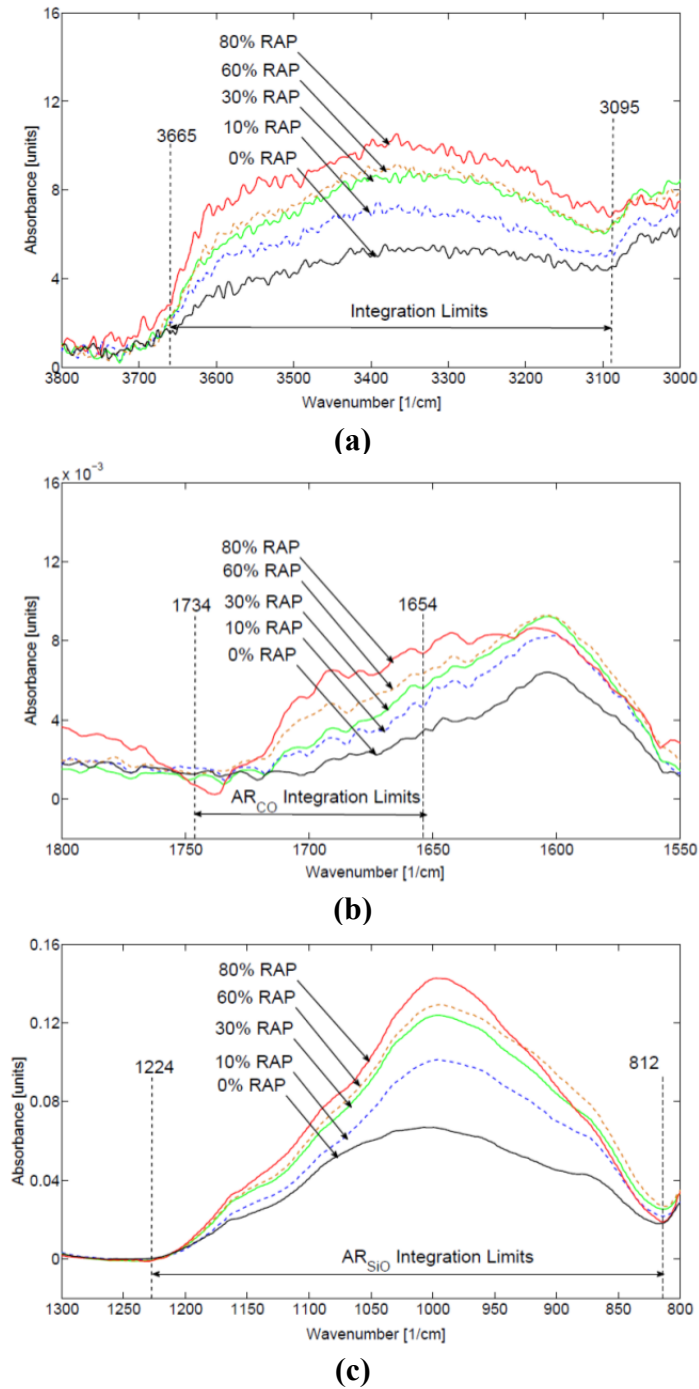 16
12
8
4
0
Absorbance [units]
80% RAP
60% RAP
30% RAP
10% RAP
0% RAP
3665
3095
Integration Limits
3800 3700 3600 3500 3400 3300 3200 3100 3000
Wavenumber [1/cm]
(a)
16 x 10⁻³
12
8
4
0
Absorbance [units]
80% RAP
60% RAP
30% RAP
10% RAP
0% RAP
1734
1654
AR_CO Integration Limits
1800 1750 1700 1650 1600 1550
Wavenumber [1/cm]
(b)
0.16
0.12
0.08
0.04
0
Absorbance [units]
80% RAP
60% RAP
30% RAP
10% RAP
0% RAP
1224
812
AR_SiO Integration Limits
1300 1250 1200 1150 1100 1050 1000 950 900 850 800
Wavenumber [1/cm]
(c)